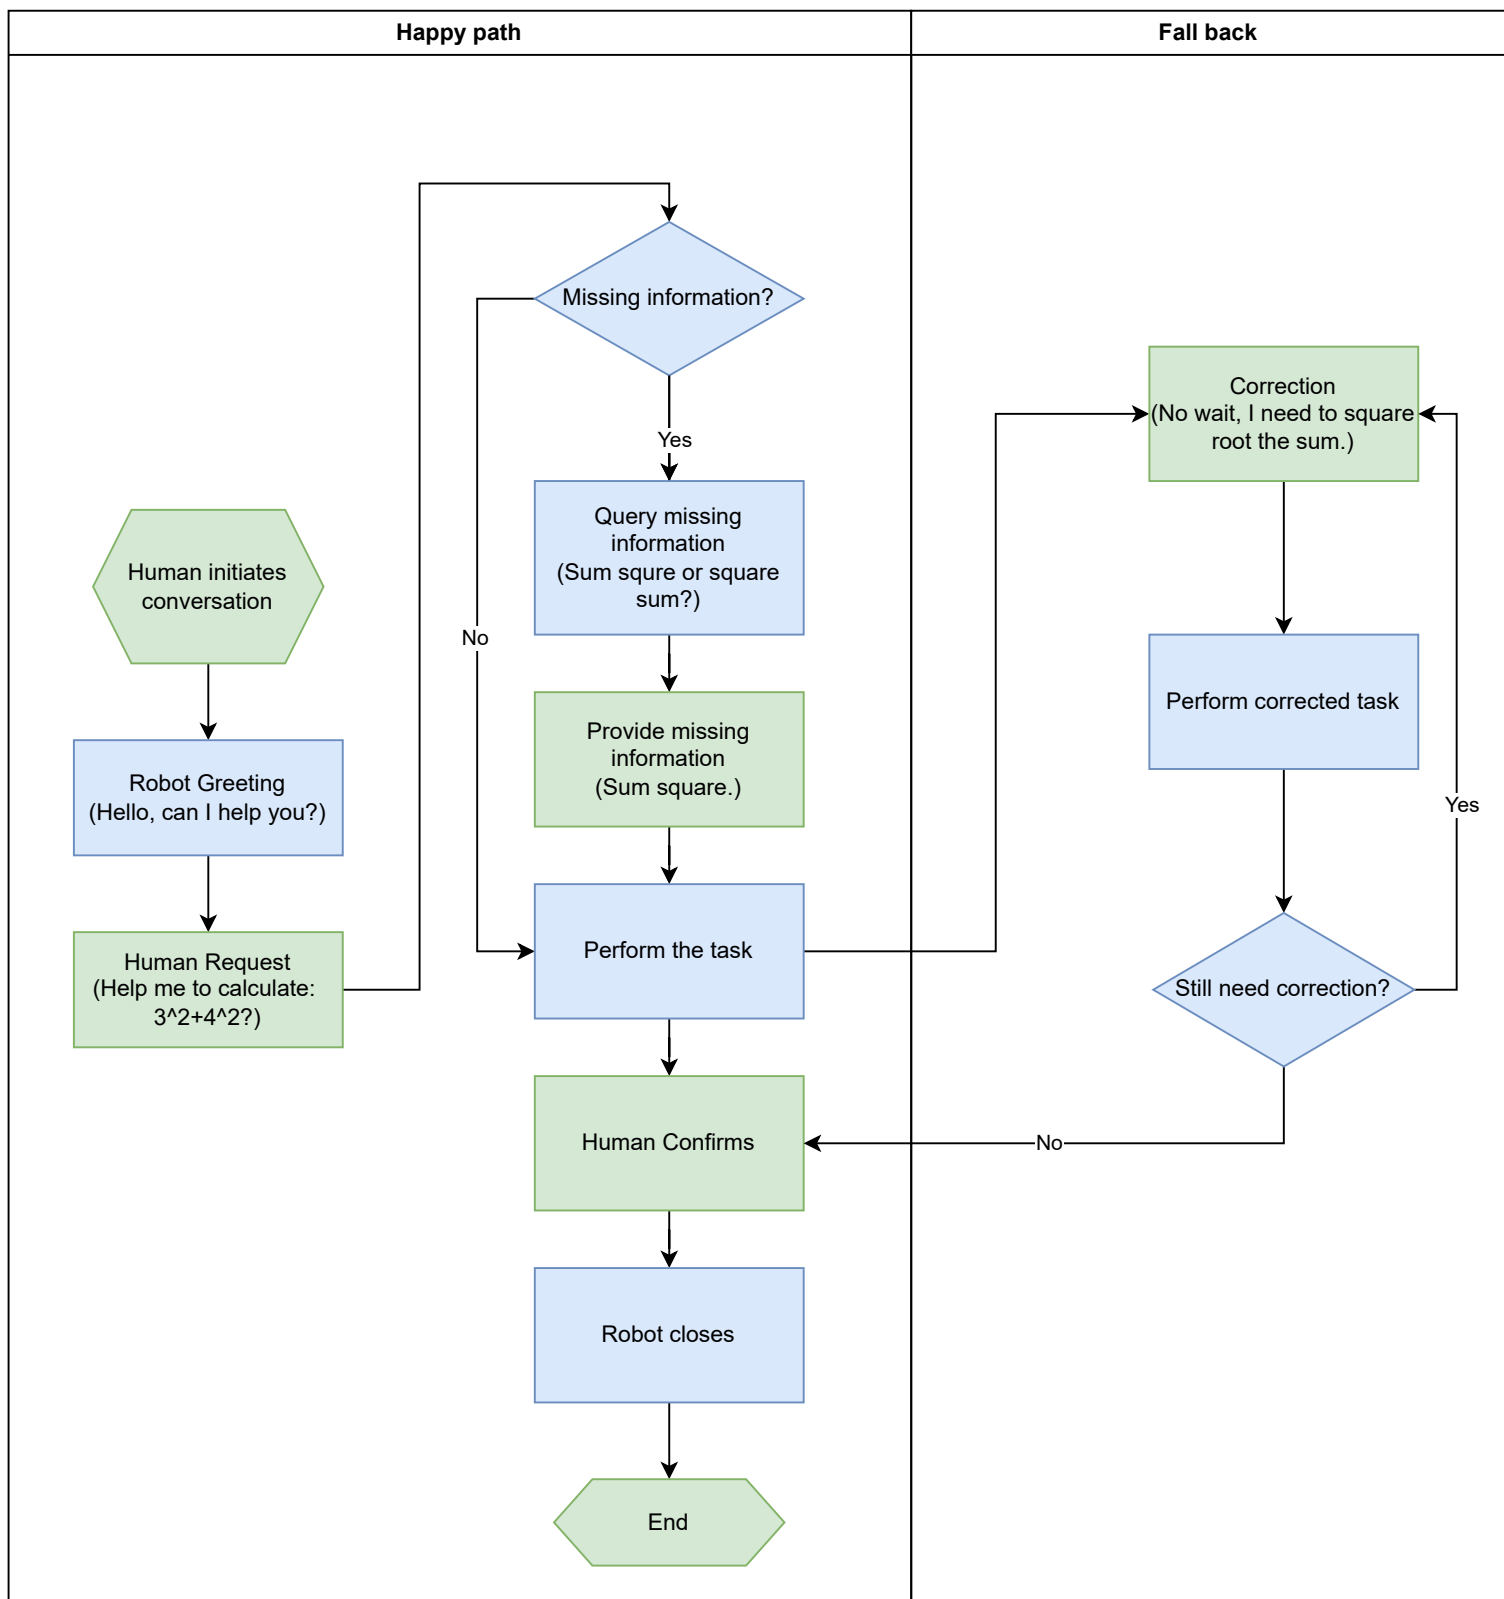 Happy path
Fall back
Missing information?
Yes
No
Query missing
information
(Sum squre or square
sum?)
Human initiates
conversation
Robot Greeting
(Hello, can I help you?)
Human Request
(Help me to calculate:
3^2+4^2?)
Provide missing
information
(Sum square.)
Perform the task
Human Confirms
Robot closes
End
Correction
(No wait, I need to square
root the sum.)
Perform corrected task
Yes
Still need correction?
No